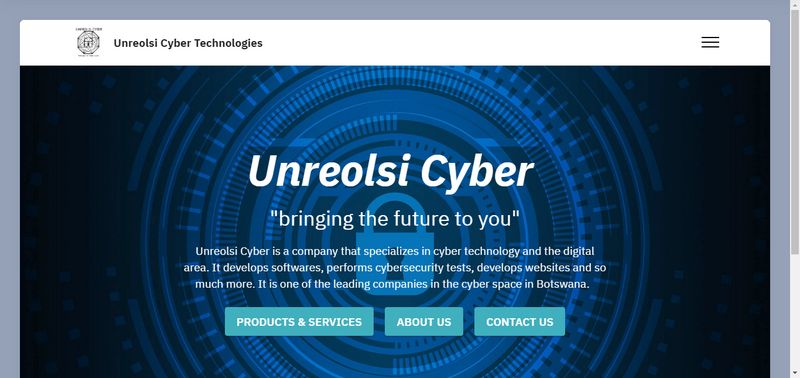 UNREOLSI CYBER
Unreolsi Cyber Technologies
Unreolsi Cyber
"bringing the future to you"
Unreolsi Cyber is a company that specializes in cyber technology and the digital
area. It develops softwares, performs cybersecurity tests, develops websites and so
much more. It is one of the leading companies in the cyber space in Botswana.
PRODUCTS & SERVICES
ABOUT US
CONTACT US